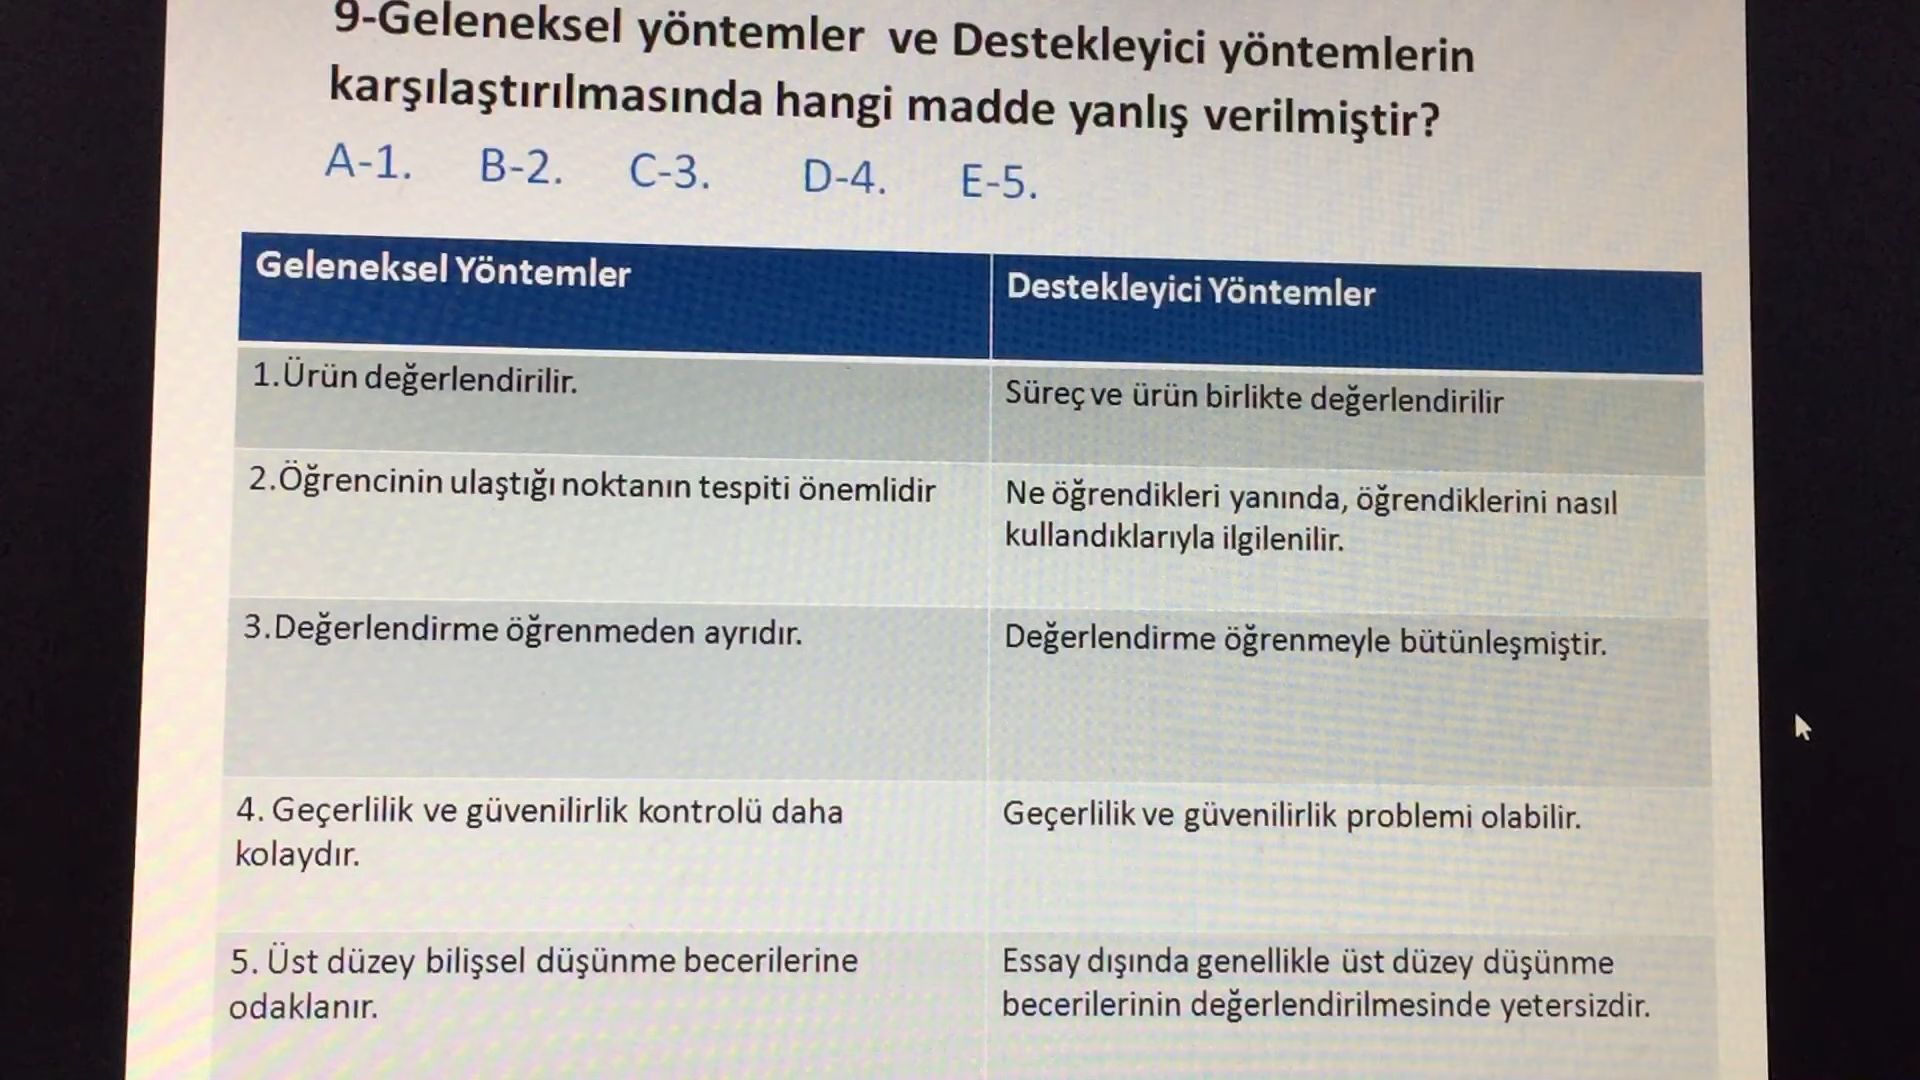 9-Geleneksel yöntemler ve Destekleyici yöntemlerin
karşılaştırılmasında hangi madde yanlış verilmiştir?
A-1. B-2. C-3. D-4. E-5.
Geleneksel Yöntemler
Destekleyici Yöntemler
1.Ürün değerlendirilir.
Süreç ve ürün birlikte değerlendirilir
2.Öğrencinin ulaştığı noktanın tespiti önemlidir
Ne öğrendikleri yanında, öğrendiklerini nasıl
kullandıklarıyla ilgilenilir.
3.Değerlendirme öğrenmeden ayrıdır.
Değerlendirme öğrenmeyle bütünleşmiştir.
4. Geçerlilik ve güvenilirlik kontrolü daha
kolaydır.
Geçerlilik ve güvenilirlik problemi olabilir.
5. Üst düzey bilişsel düşünme becerilerine
odaklanır.
Essay dışında genellikle üst düzey düşünme
becerilerinin değerlendirilmesinde yetersizdir.